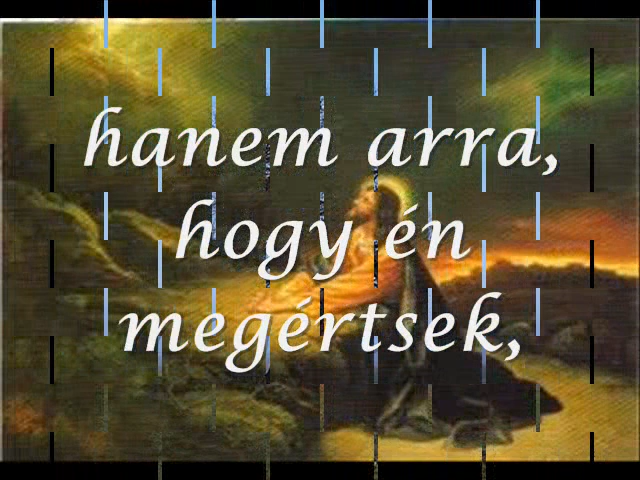 hanem arra,
hogy én
megértsek,